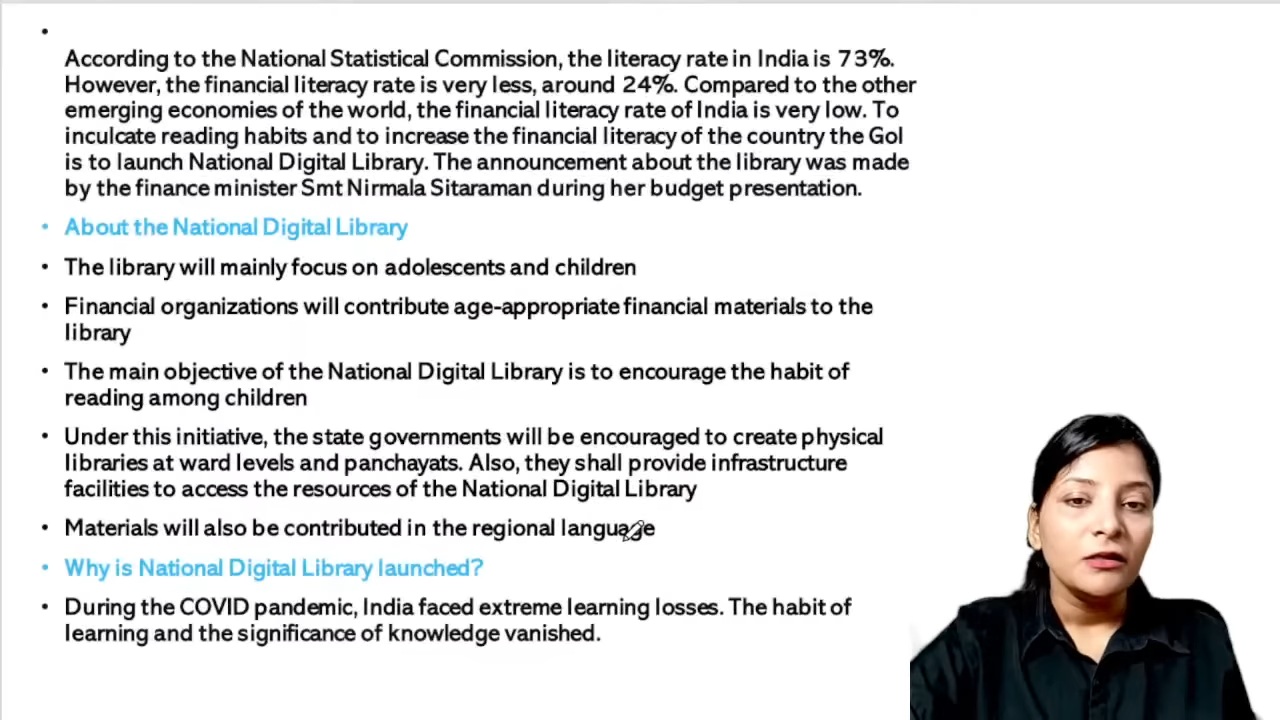 According to the National Statistical Commission, the literacy rate in India is 73%.
However, the financial literacy rate is very less, around 24%. Compared to the other
emerging economies of the world, the financial literacy rate of India is very low. To
inculcate reading habits and to increase the financial literacy of the country the GoI
is to launch National Digital Library. The announcement about the library was made
by the finance minister Smt Nirmala Sitaraman during her budget presentation.
• About the National Digital Library
• The library will mainly focus on adolescents and children
• Financial organizations will contribute age-appropriate financial materials to the
library
• The main objective of the National Digital Library is to encourage the habit of
reading among children
• Under this initiative, the state governments will be encouraged to create physical
libraries at ward levels and panchayats. Also, they shall provide infrastructure
facilities to access the resources of the National Digital Library
• Materials will also be contributed in the regional language
• Why is National Digital Library launched?
• During the COVID pandemic, India faced extreme learning losses. The habit of
learning and the significance of knowledge vanished.